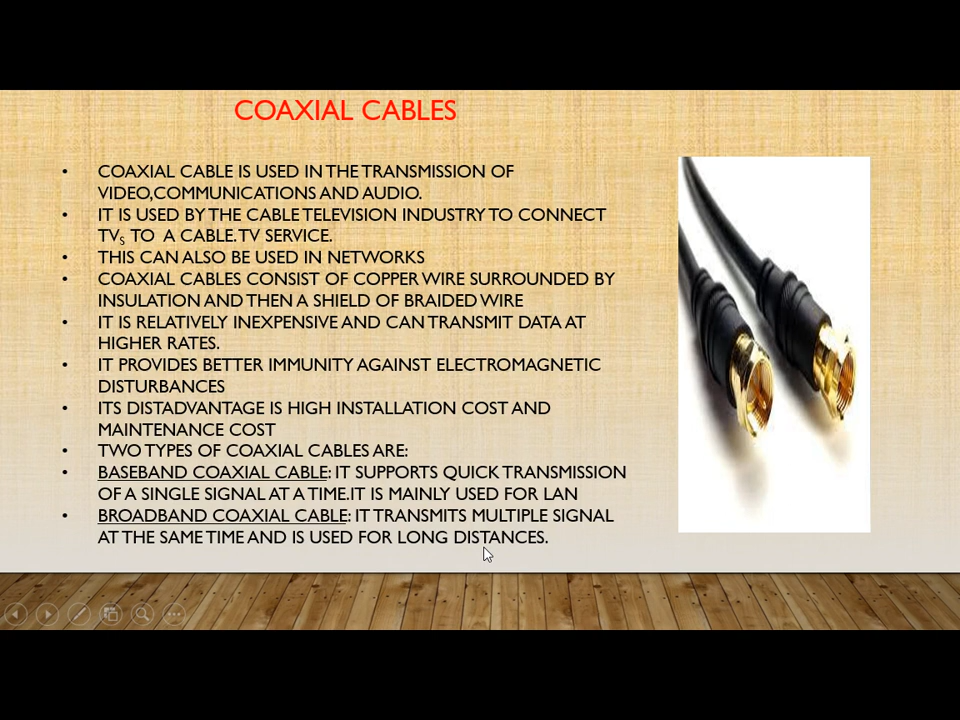 COAXIAL CABLES
• COAXIAL CABLE IS USED IN THE TRANSMISSION OF
VIDEO,COMMUNICATIONS AND AUDIO.
• IT IS USED BY THE CABLE TELEVISION INDUSTRY TO CONNECT
TVS TO A CABLE.TV SERVICE.
• THIS CAN ALSO BE USED IN NETWORKS
• COAXIAL CABLES CONSIST OF COPPER WIRE SURROUNDED BY
INSULATION AND THEN A SHIELD OF BRAIDED WIRE
• IT IS RELATIVELY INEXPENSIVE AND CAN TRANSMIT DATA AT
HIGHER RATES.
• IT PROVIDES BETTER IMMUNITY AGAINST ELECTROMAGNETIC
DISTURBANCES
• ITS DISTADVANTAGE IS HIGH INSTALLATION COST AND
MAINTENANCE COST
• TWO TYPES OF COAXIAL CABLES ARE:
• BASEBAND COAXIAL CABLE: IT SUPPORTS QUICK TRANSMISSION
OF A SINGLE SIGNAL AT A TIME.IT IS MAINLY USED FOR LAN
• BROADBAND COAXIAL CABLE: IT TRANSMITS MULTIPLE SIGNAL
AT THE SAME TIME AND IS USED FOR LONG DISTANCES.